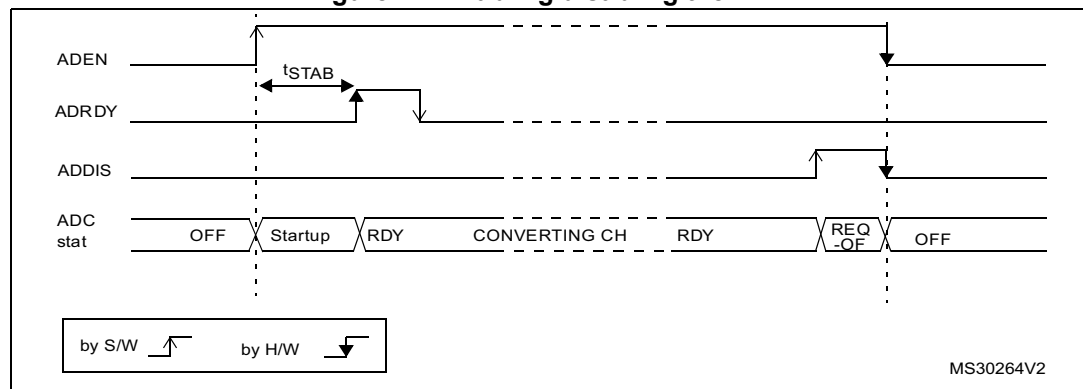 ADEN
tSTAB
ADRDY
ADDIS
ADC
stat
OFF Startup RDY CONVERTING CH RDY REQ
-OF OFF
by S/W by H/W
MS30264V2